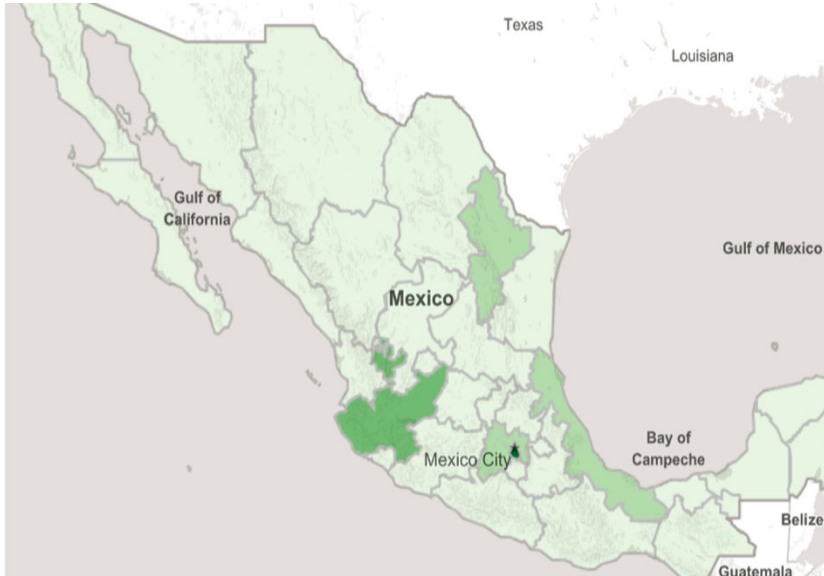 Texas
Louisiana
Gulf of
California
Gulf of Mexico
Mexico
Bay of
Campeche
Mexico City
Belize
Guatemala